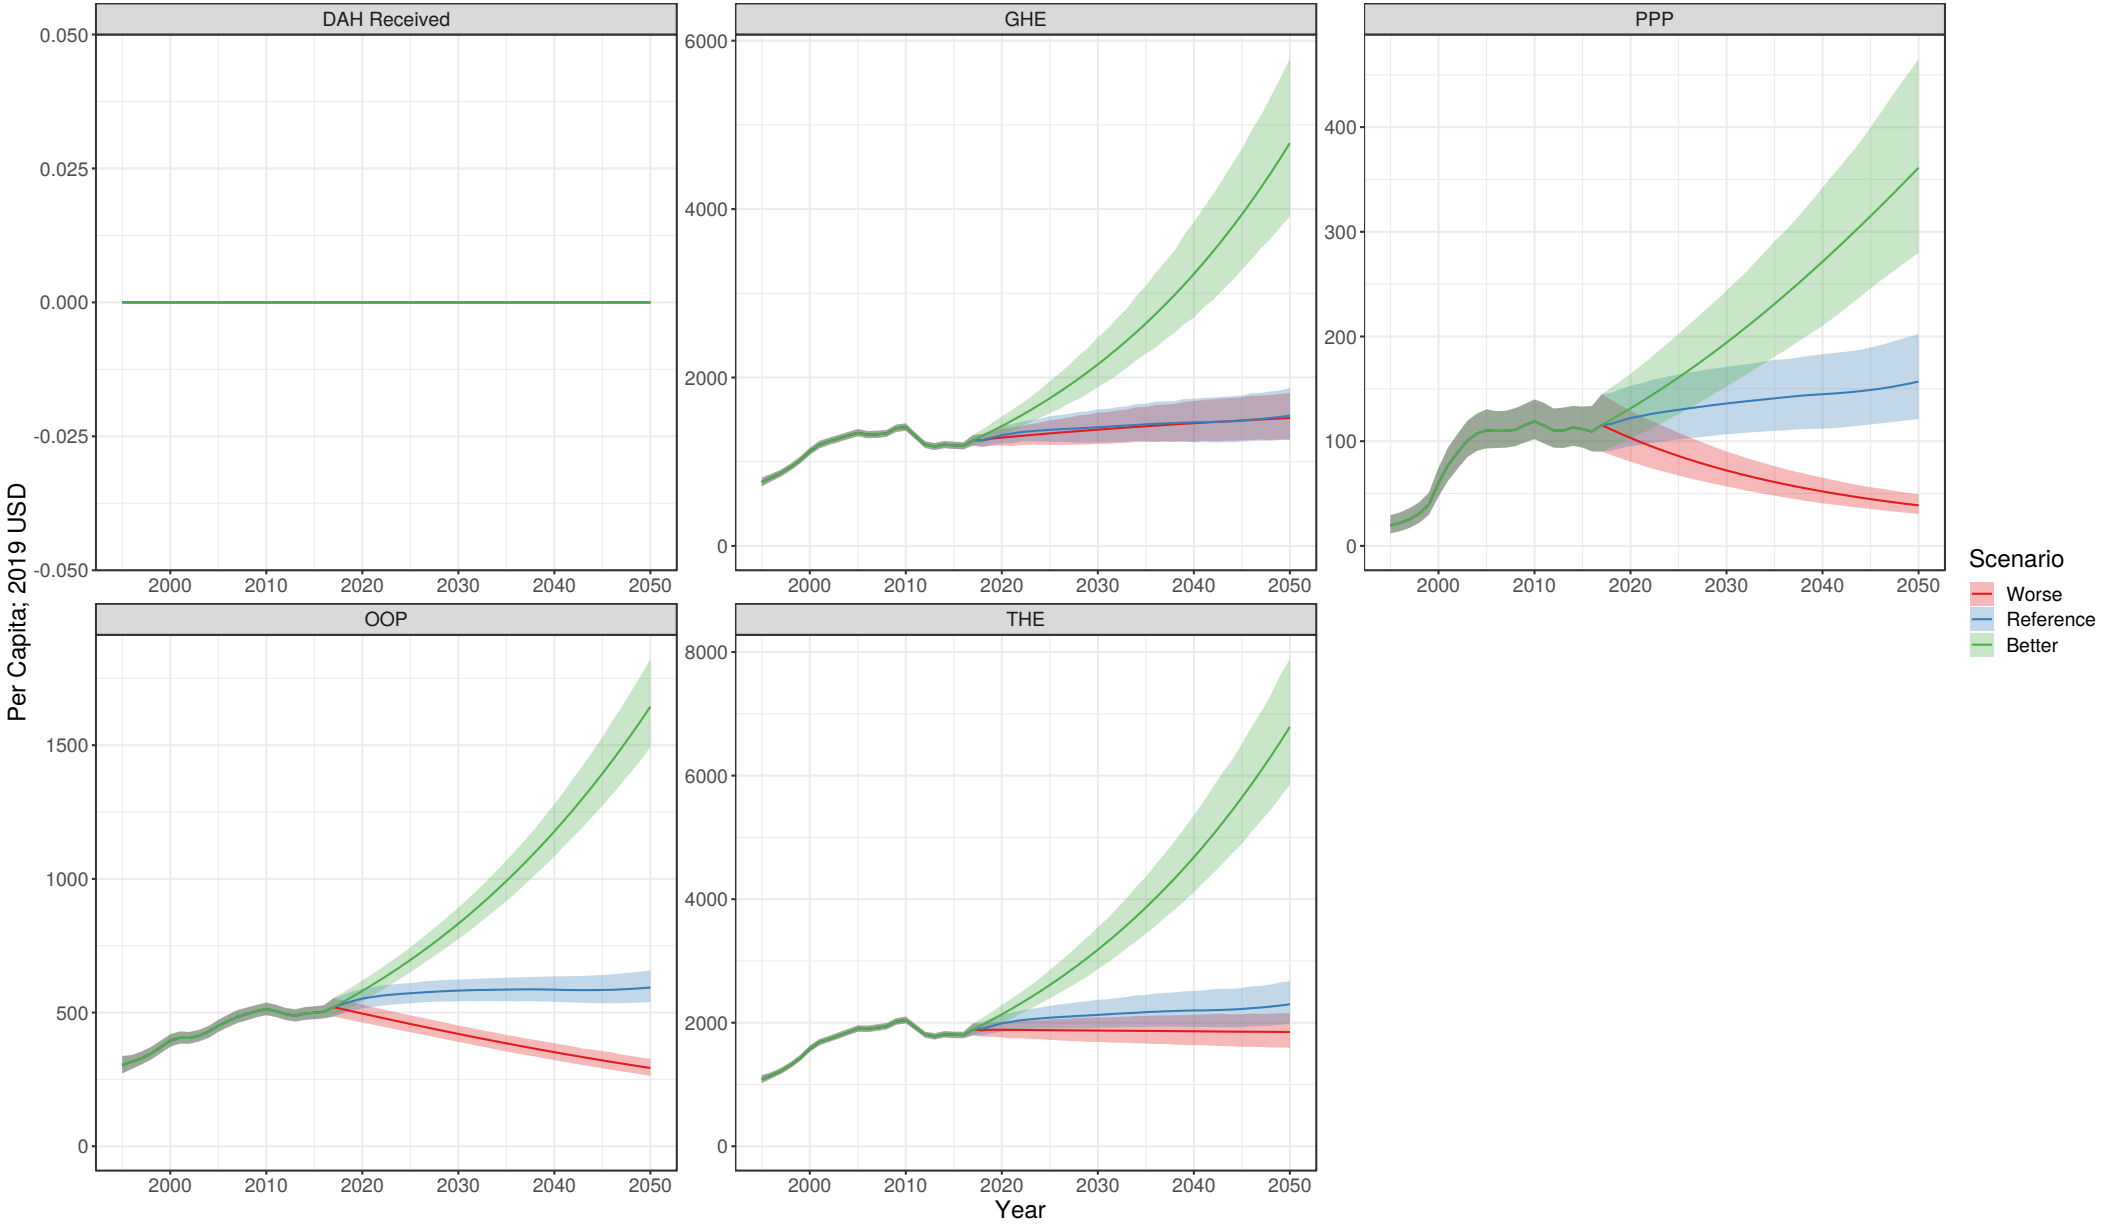 DAH Received
GHE
PPP
0.050
0.025
0.000
-0.025
-0.050
6000
4000
2000
0
400
300
200
100
0
2000 2010 2020 2030 2040 2050
2000 2010 2020 2030 2040 2050
2000 2010 2020 2030 2040 2050
OOP
THE
1500
1000
500
0
8000
6000
4000
2000
0
2000 2010 2020 2030 2040 2050
2000 2010 2020 2030 2040 2050
Per Capita; 2019 USD
Year
Scenario
Worse
Reference
Better